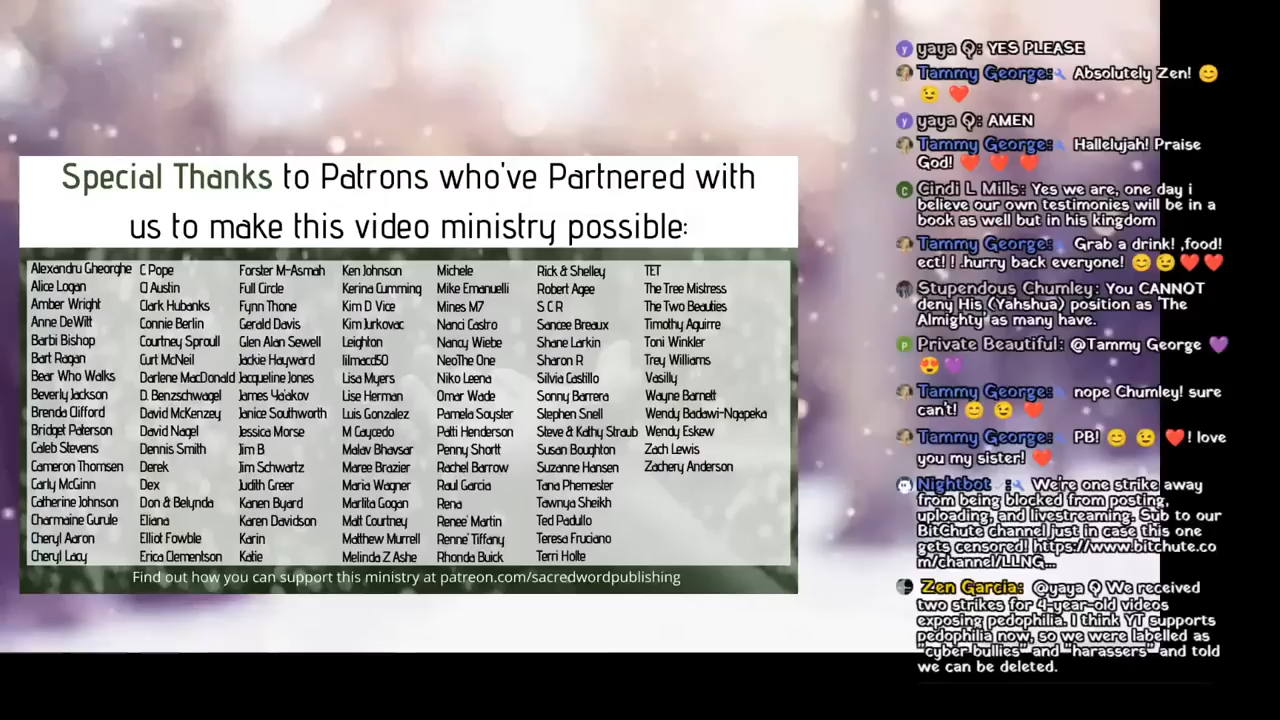 Special Thanks to Patrons who've Partnered with
us to make this video ministry possible:
Alexandru Gheorghe
Alice Logan
Amber Wright
Anne DeWitt
Barbi Bishop
Bart Ragan
Bear Who Walks
Beverly Jackson
Brenda Clifford
Bridget Paterson
Caleb Stevens
Cameron Thomsen
Carly McGinn
Catherine Johnson
Charmaine Gurule
Cheryl Aaron
Cheryl Lacy
C Pope
CJ Austin
Clark Hubanks
Connie Berlin
Courtney Sproull
Curt McNeil
Darlene MacDonald
D. Benzschwagel
David McKenzey
David Nagel
Dennis Smith
Derek
Dex
Don & Belynda
Eliana
Elliot Fowble
Erica Clementson
Forster M-Asmah
Full Circle
Fynn Thone
Gerald Davis
Glen Alan Sewell
Jackie Hayward
Jacqueline Jones
James Ya'akov
Janice Southworth
Jessica Morse
Jim B
Jim Schwartz
Judith Greer
Kanen Byard
Karen Davidson
Karin
Katie
Ken Johnson
Kerina Cumming
Kim D. Vice
Kim Jurkovac
Leighton
lilmacd50
Lisa Myers
Lise Herman
Luis Gonzalez
M Caycedo
Malav Bhavsar
Maree Brazier
Maria Wagner
Marlita Gogan
Matt Courtney
Matthew Murrell
Melinda Z Ashe
Michele
Mike Emanuelli
Mines M7
Nanci Castro
Nancy Wiebe
NeoThe One
Niko Leena
Omar Wade
Pamela Soyster
Patti Henderson
Penny Shortt
Rachel Barrow
Raul Garcia
Rena
Renee' Martin
Renne' Tiffany
Rhonda Buick
Rick & Shelley
Robert Agee
S C R
Sancee Breaux
Shane Larkin
Sharon R
Silvia Castillo
Sonny Barrera
Stephen Snell
Steve & Kathy Straub
Susan Boughton
Suzanne Hansen
Tana Phemester
Tawnya Sheikh
Ted Padullo
Teresa Fruciano
Terri Holte
TET
The Tree Mistress
The Two Beauties
Timothy Aguirre
Toni Winkler
Trey Williams
Vasilly
Wayne Barnett
Wendy Badawi-Ngapeka
Wendy Eskew
Zach Lewis
Zachery Anderson
Find out how you can support this ministry at patreon.com/sacredwordpublishing
yaya Q: YES PLEASE
Tammy George: Absolutely Zen! 😊
😉 ❤️
yaya Q: AMEN
Tammy George: Hallelujah! Praise
God! ❤️ ❤️ ❤️
Cindi L Mills: Yes we are, one day i
believe our own testimonies will be in a
book as well but in his kingdom
Tammy George: Grab a drink! ,food!
ect! ! .hurry back everyone! 😊😉❤️❤️
Stupendous Chumley: You CANNOT
deny His (Yahshua) position as 'The
Almighty' as many have.
Private Beautiful: @Tammy George 💜
😍💜
Tammy George: nope Chumley! sure
can't! 😊 😉 ❤️
Tammy George: PB! 😊 😉 ❤️! love
you my sister! ❤️
Nightbot : We're one strike away
from being blocked from posting,
uploading, and livestreaming. Sub to our
BitChute channel just in case this one
gets censored! https://www.bitchute.co
m/channel/LLNG...
Zen Garcia: @yaya Q We received
two strikes for 4-year-old videos
exposing pedophilia. I think YT supports
pedophilia now, so we were labelled as
"cyber bullies" and "harassers" and told
we can be deleted.